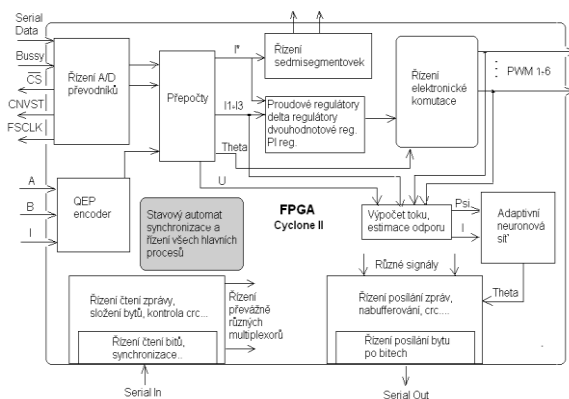 Serial
Data
Bussy
CS
CNVST
FSCLK
Řízení A/D
převodníků
Přepočty
I*
Řízení
sedmisegmentovek
I1-I3
Proudové regulátory
delta regulátory
dvouhodnotové reg.
PI reg.
Řízení
elektronické
komutace
PWM 1-6
Theta
U
A
B
I
QEP
encoder
Stavový automat
synchronizace a
řízení všech hlavních
procesů
FPGA
Cyclone II
Výpočet toku,
estimace odporu
Psi
I
Adaptivní
neuronová
síť
Různé signály
Theta
Řízení čtení zprávy,
složení bytů, kontrola crc...
Řízení čtení bitů,
synchronizace..
Řízení
převážně
různých
multiplexorů
Řízení posílání zpráv,
nabufferování, crc....
Řízení posílání bytu
po bitech
Serial In
Serial Out